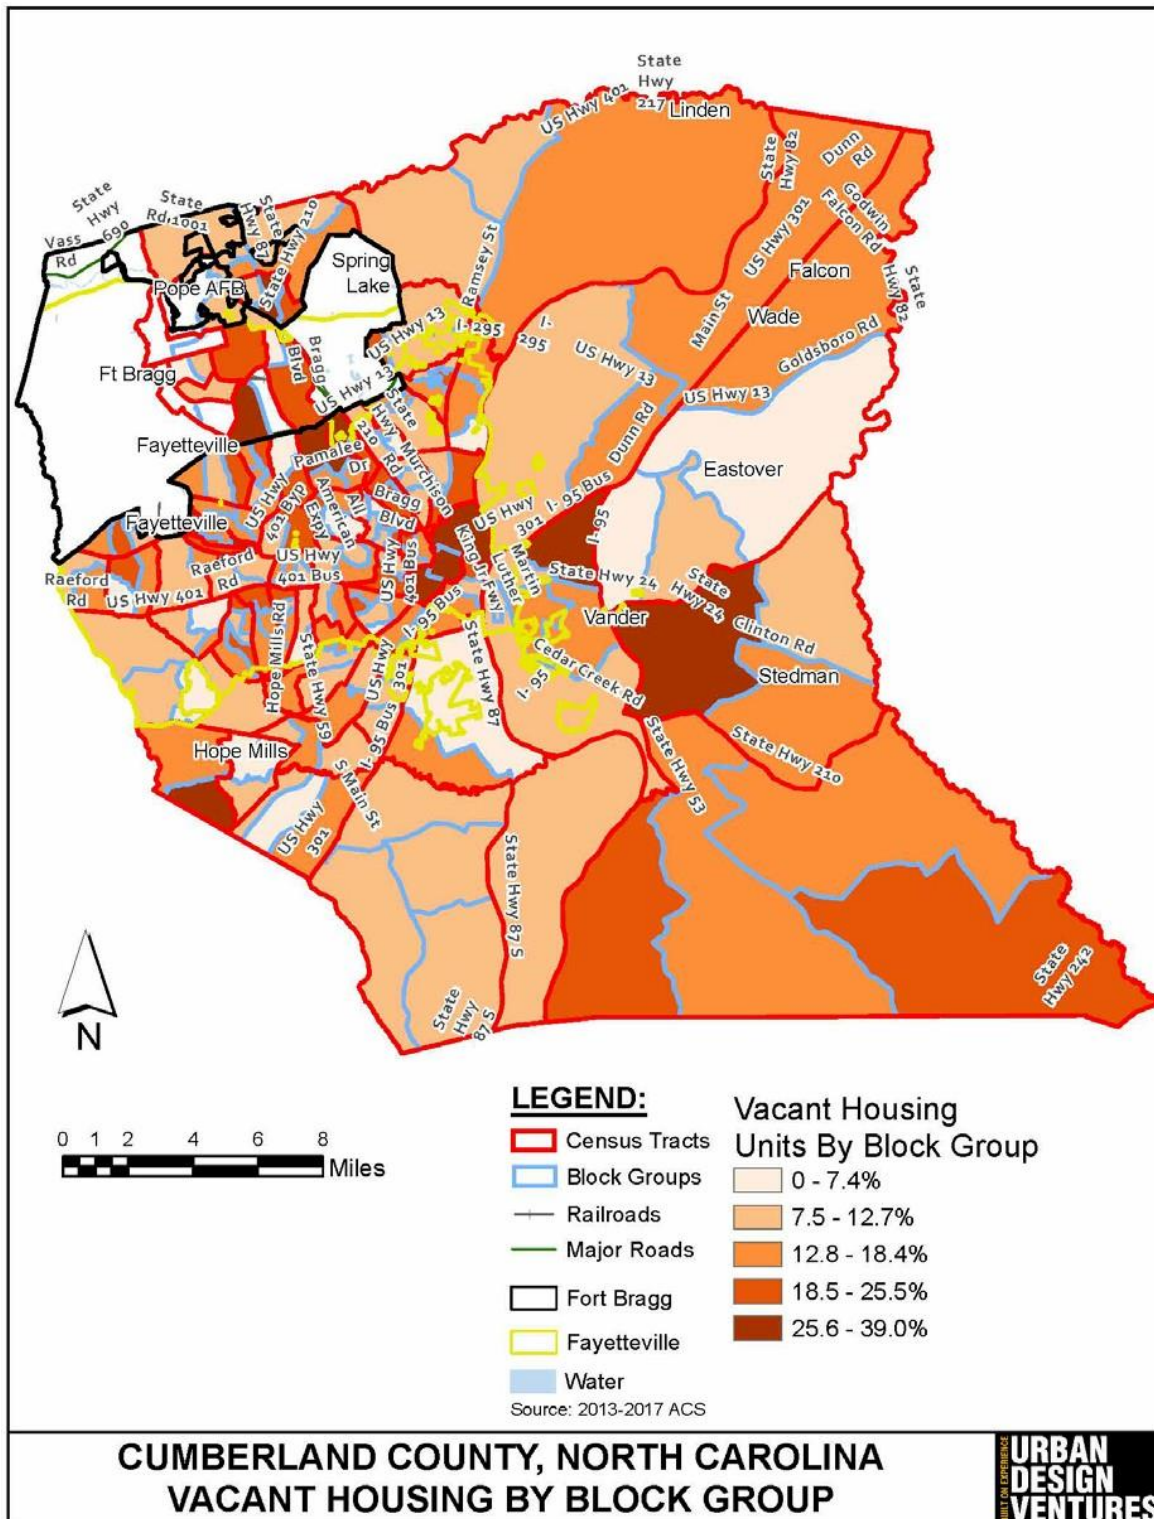 State
Hwy
217
US Hwy 401
Linden
State
Hwy 82
Dunn
Rd
State
Hwy
690
State
Rd 1001
State
Hwy 87
State Hwy 210
Vass
Rd
Godwin
Falcon Rd
US Hwy 301
Ramsey St
Spring
Lake
Falcon
Hwy 82
State
Pope AFB
Main St
Wade
I-
295
I- 295
US Hwy 13
Goldsboro Rd
US Hwy 13
Ft Bragg
Bragg
Blvd
US Hwy 13
US Hwy 13
State
Hwy
210
Dunn Rd
Fayetteville
Pamalee
Dr
Murchison
Rd
Eastover
US Hwy
401 Byp
All
American
Expy
Bragg
Blvd
US Hwy
301
I- 95 Bus
I- 95
Fayetteville
Raeford
Rd
US Hwy
401 Bus
US Hwy
401 Bus
King Jr Fwy
Luther
Martin
State Hwy 24
State
Hwy 24
Raeford
Rd
US Hwy 401
I- 95 Bus
Vander
Clinton Rd
Hope Mills Rd
State Hwy 59
US Hwy
301
State Hwy 87
Cedar Creek Rd
I- 95
Stedman
Hope Mills
I- 95 Bus
S Main St
State Hwy 53
State Hwy 210
US Hwy
301
State Hwy 87 S
State
Hwy 242
State
Hwy
87 S
N
0 1 2 4 6 8
Miles
LEGEND:
Census Tracts
Block Groups
Railroads
Major Roads
Fort Bragg
Fayetteville
Water
Source: 2013-2017 ACS
Vacant Housing
Units By Block Group
0 - 7.4%
7.5 - 12.7%
12.8 - 18.4%
18.5 - 25.5%
25.6 - 39.0%
CUMBERLAND COUNTY, NORTH CAROLINA
VACANT HOUSING BY BLOCK GROUP
BUILT ON EXPERIENCE
URBAN
DESIGN
VENTURES